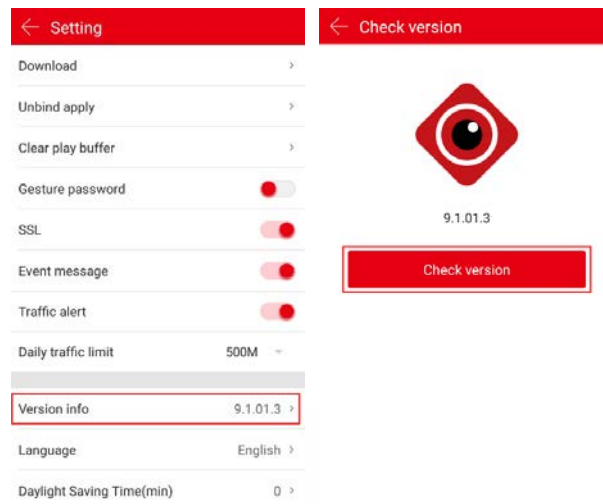 Setting
Download
Unbind apply
Clear play buffer
Gesture password
SSL
Event message
Traffic alert
Daily traffic limit 500M
Version info 9.1.01.3
Language English
Daylight Saving Time(min) 0
Check version
9.1.01.3
Check version